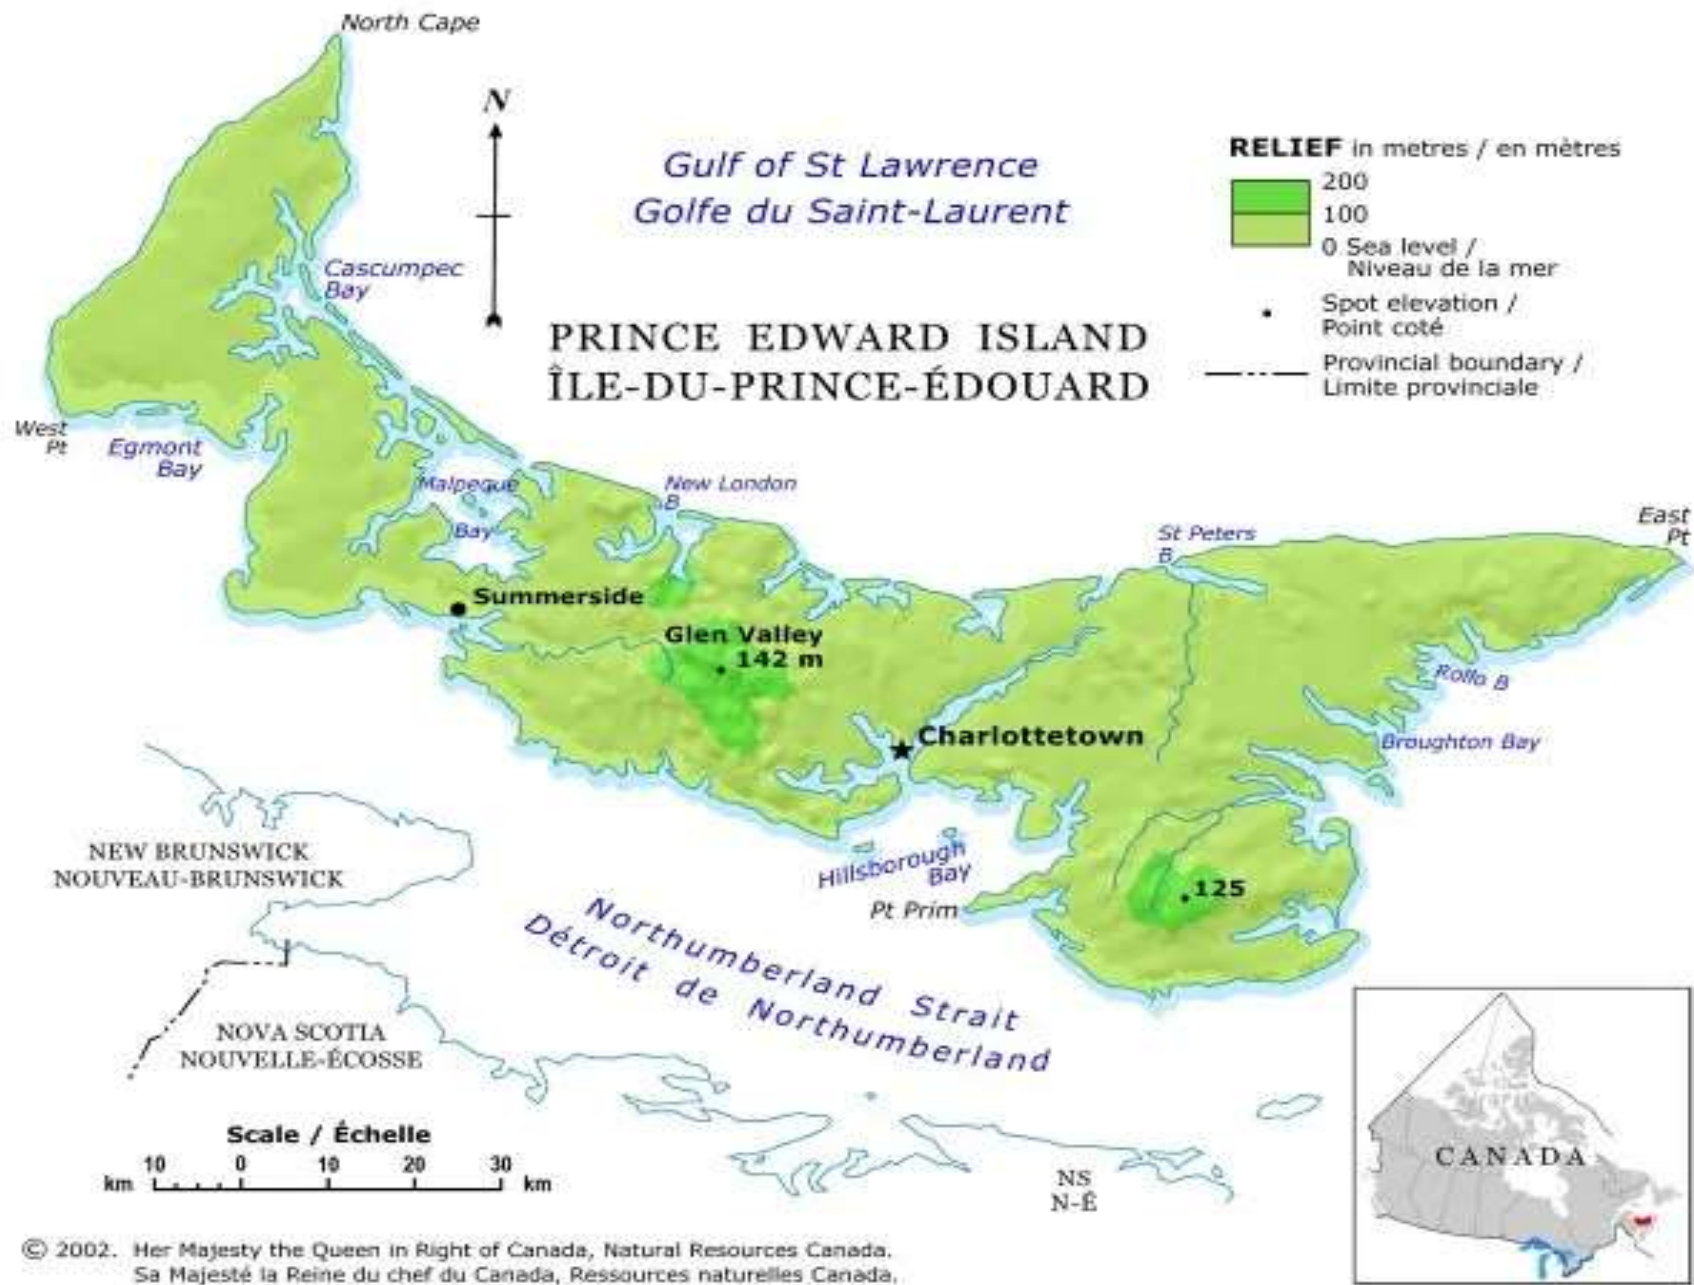 North Cape
N
Gulf of St Lawrence
Golfe du Saint-Laurent
RELIEF in metres / en mètres
200
100
0 Sea level /
Niveau de la mer
Spot elevation /
Point coté
Provincial boundary /
Limite provinciale
Cascumpec
Bay
PRINCE EDWARD ISLAND
ÎLE-DU-PRINCE-ÉDOUARD
West
Pt
Egmont
Bay
Malpeque
Bay
New London
B
St Peters
B
East
Pt
Summerside
Glen Valley
142 m
Rollo B
Charlottetown
Broughton Bay
NEW BRUNSWICK
NOUVEAU-BRUNSWICK
Hillsborough
Bay
Pt Prim
125
Northumberland Strait
Détroit de Northumberland
NOVA SCOTIA
NOUVELLE-ÉCOSSE
Scale / Échelle
10 0 10 20 30
km km
NS
N-É
CANADA
© 2002. Her Majesty the Queen in Right of Canada, Natural Resources Canada.
Sa Majesté la Reine du chef du Canada, Ressources naturelles Canada.